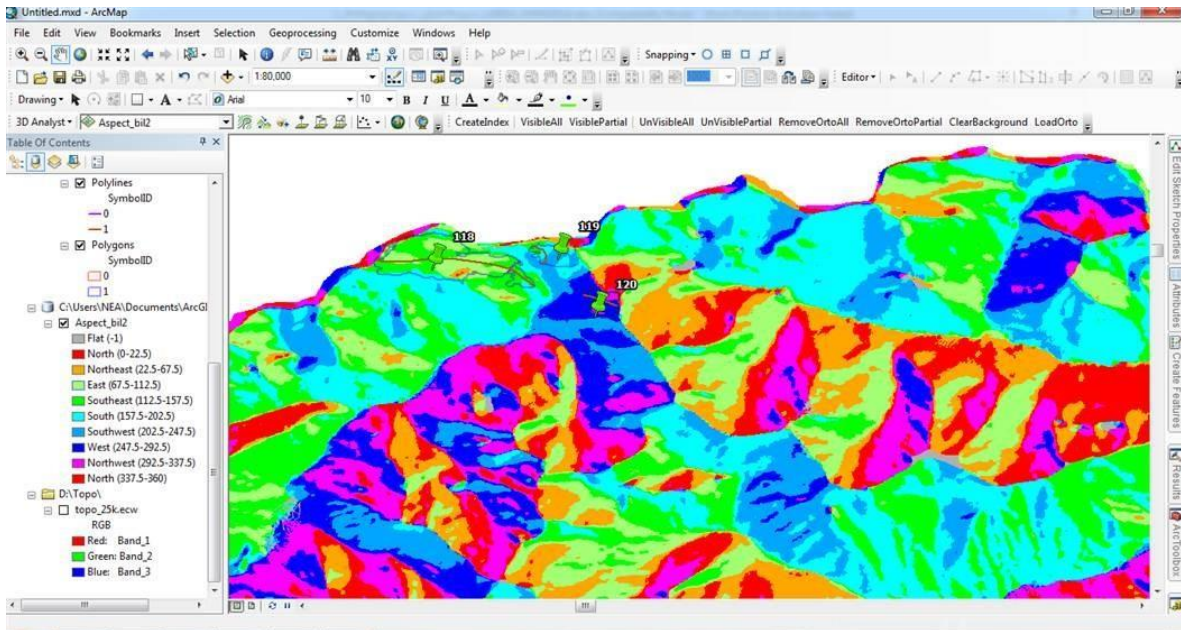 Untitled.mxd - ArcMap
File Edit View Bookmarks Insert Selection Geoprocessing Customize Windows Help
Snapping
1:80,000
Editor
Drawing A Arial 10 B I U A
3D Analyst Aspect_bil2 CreateIndex VisibleAll VisiblePartial UnVisibleAll UnVisiblePartial RemoveOrtoAll RemoveOrtoPartial ClearBackground LoadOrto
Table Of Contents
Polylines
SymbolID
0
1
Polygons
SymbolID
0
1
C:\Users\NEA\Documents\ArcGI
Aspect_bil2
Flat (-1)
North (0-22.5)
Northeast (22.5-67.5)
East (67.5-112.5)
Southeast (112.5-157.5)
South (157.5-202.5)
Southwest (202.5-247.5)
West (247.5-292.5)
Northwest (292.5-337.5)
North (337.5-360)
D:\Topo\
topo_25k.ecw
RGB
Red: Band_1
Green: Band_2
Blue: Band_3
118
119
120
Edit Sketch Properties
Attributes
Create Features
Results
ArcToolbox